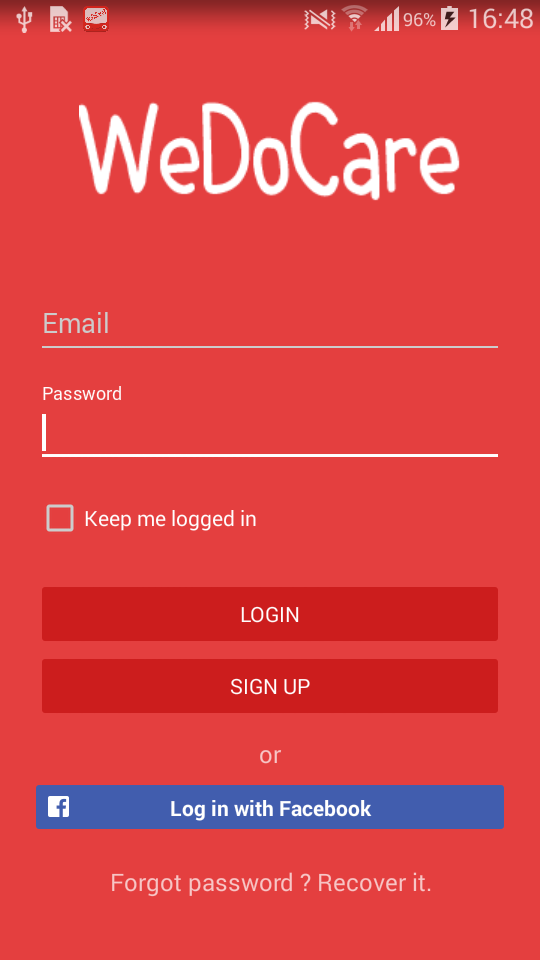 96% 16:48
WeDoCare
Email
Password
Keep me logged in
LOGIN
SIGN UP
or
Log in with Facebook
Forgot password ? Recover it.